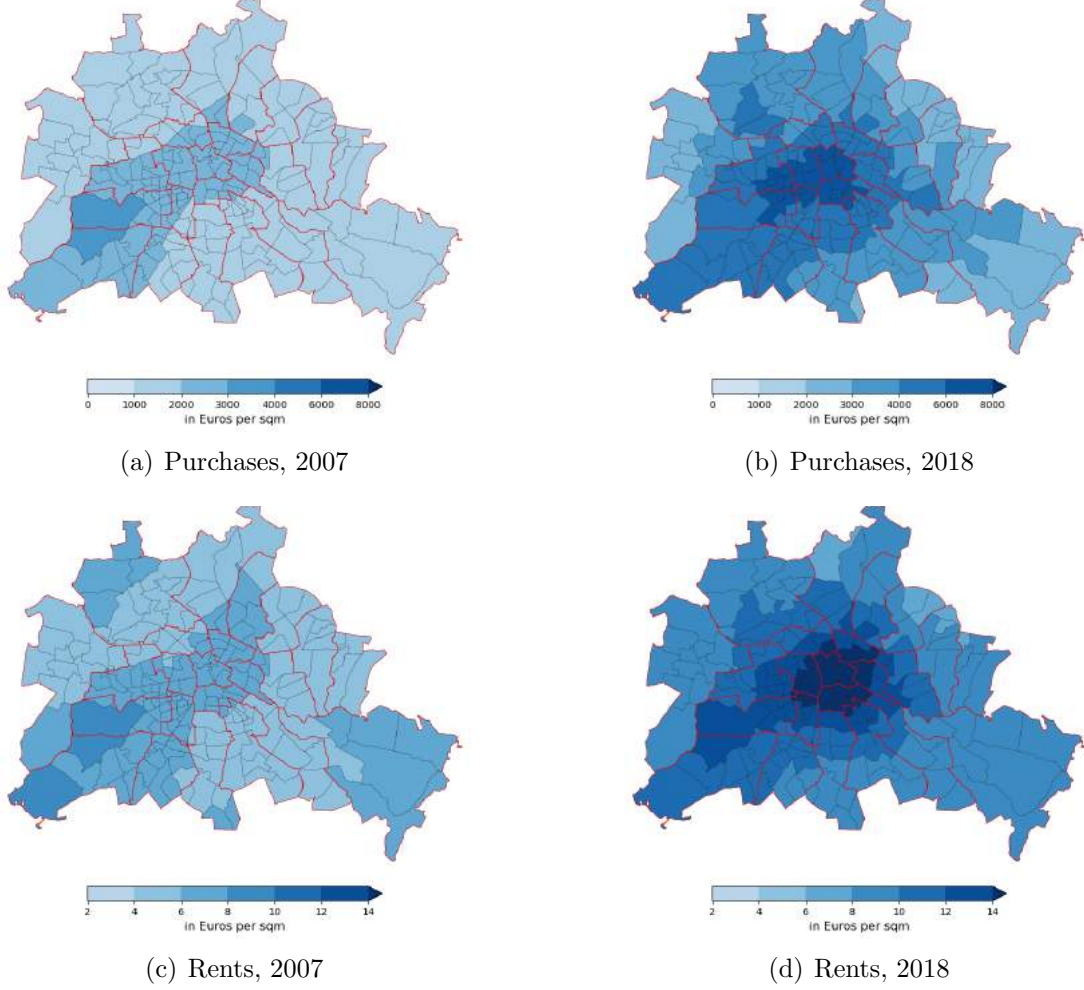 0 1000 2000 3000 4000 6000 8000
in Euros per sqm
(a) Purchases, 2007
0 1000 2000 3000 4000 6000 8000
in Euros per sqm
(b) Purchases, 2018
2 4 6 8 10 12 14
in Euros per sqm
(c) Rents, 2007
2 4 6 8 10 12 14
in Euros per sqm
(d) Rents, 2018